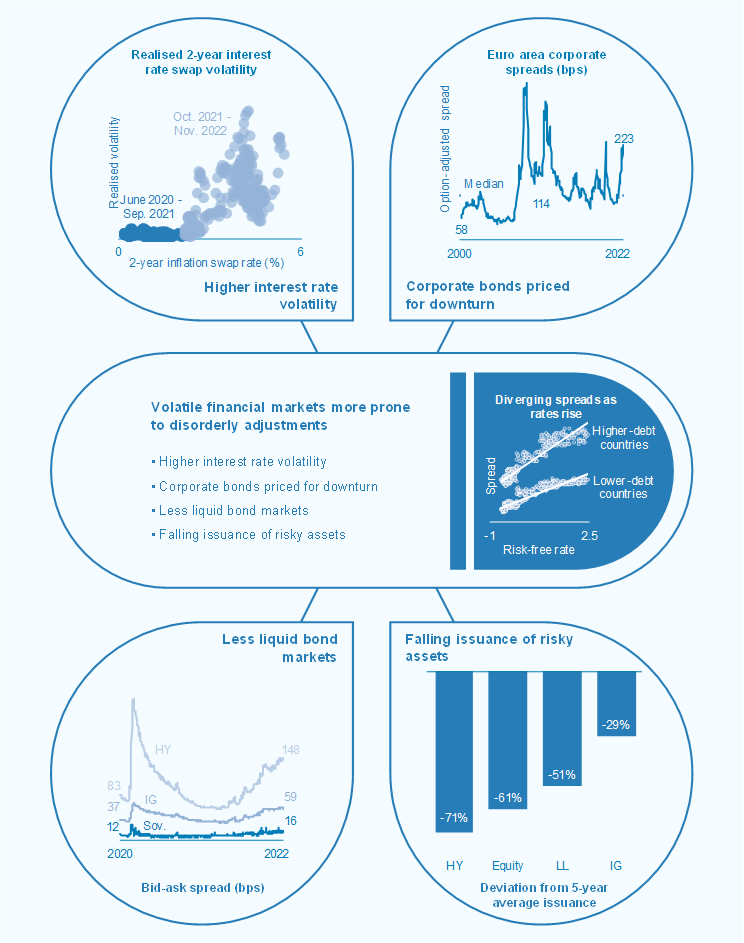 Realised 2-year interest
rate swap volatility
Realised volatility
Oct. 2021 -
Nov. 2022
June 2020 -
Sep. 2021
0
6
2-year inflation swap rate (%)
Higher interest rate
volatility
Euro area corporate
spreads (bps)
Option-adjusted spread
223
Median
114
58
2000
2022
Corporate bonds priced
for downturn
Volatile financial markets more prone
to disorderly adjustments
▪ Higher interest rate volatility
▪ Corporate bonds priced for downturn
▪ Less liquid bond markets
▪ Falling issuance of risky assets
Diverging spreads as
rates rise
Spread
Higher-debt
countries
Lower-debt
countries
-1
2.5
Risk-free rate
Less liquid bond
markets
HY
148
83
IG
59
37
Sov.
16
12
2020
2022
Bid-ask spread (bps)
Falling issuance of risky
assets
-71%
-61%
-51%
-29%
HY
Equity
LL
IG
Deviation from 5-year
average issuance